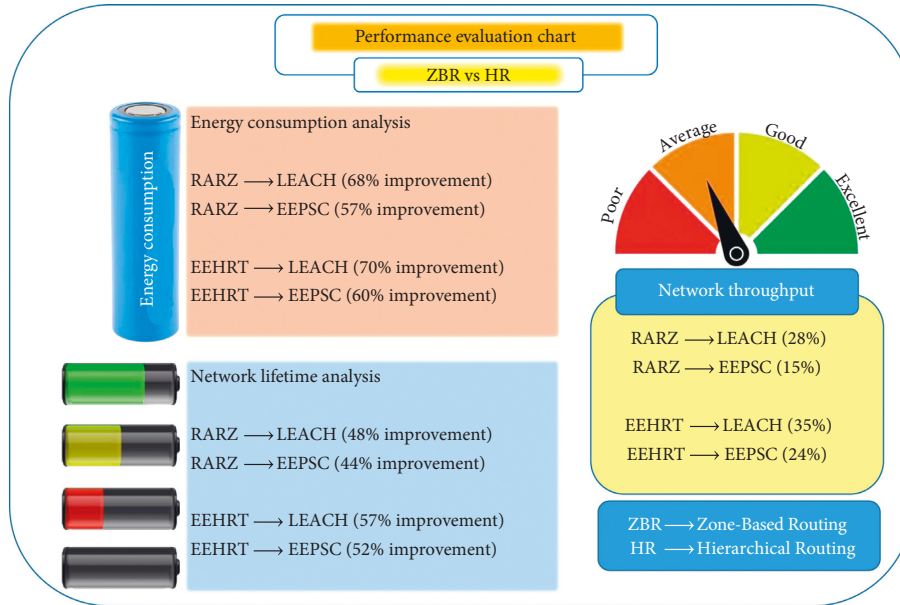 Performance evaluation chart
ZBR vs HR
Energy consumption
Energy consumption analysis
RARZ ⟶ LEACH (68% improvement)
RARZ ⟶ EEPSC (57% improvement)
EEHRT ⟶ LEACH (70% improvement)
EEHRT ⟶ EEPSC (60% improvement)
Network lifetime analysis
RARZ ⟶ LEACH (48% improvement)
RARZ ⟶ EEPSC (44% improvement)
EEHRT ⟶ LEACH (57% improvement)
EEHRT ⟶ EEPSC (52% improvement)
Poor
Average
Good
Excellent
Network throughput
RARZ ⟶ LEACH (28%)
RARZ ⟶ EEPSC (15%)
EEHRT ⟶ LEACH (35%)
EEHRT ⟶ EEPSC (24%)
ZBR ⟶ Zone-Based Routing
HR ⟶ Hierarchical Routing